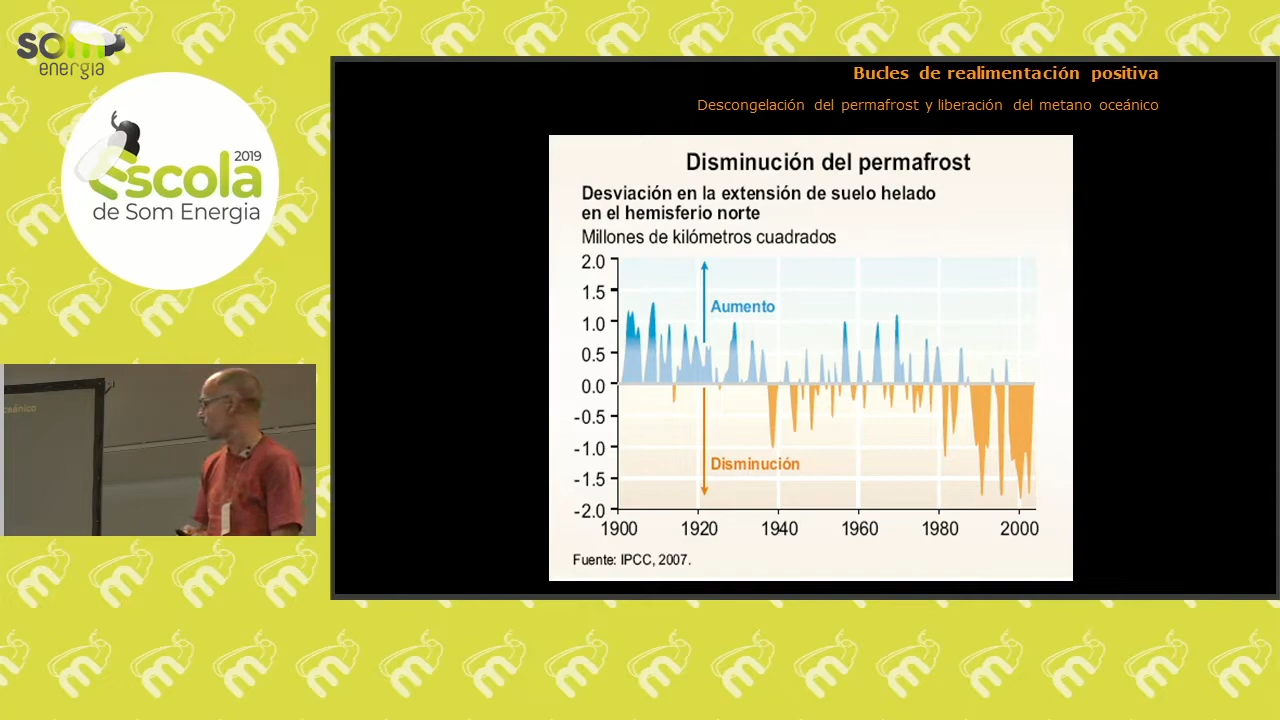 som
energia
2019
Escola
de Som Energia
Bucles de realimentación positiva
Descongelación del permafrost y liberación del metano oceánico
Disminución del permafrost
Desviación en la extensión de suelo helado
en el hemisferio norte
Millones de kilómetros cuadrados
2.0
1.5
Aumento
1.0
0.5
0.0
-0.5
-1.0
Disminución
-1.5
-2.0
1900 1920 1940 1960 1980 2000
Fuente: IPCC, 2007.
ceánico